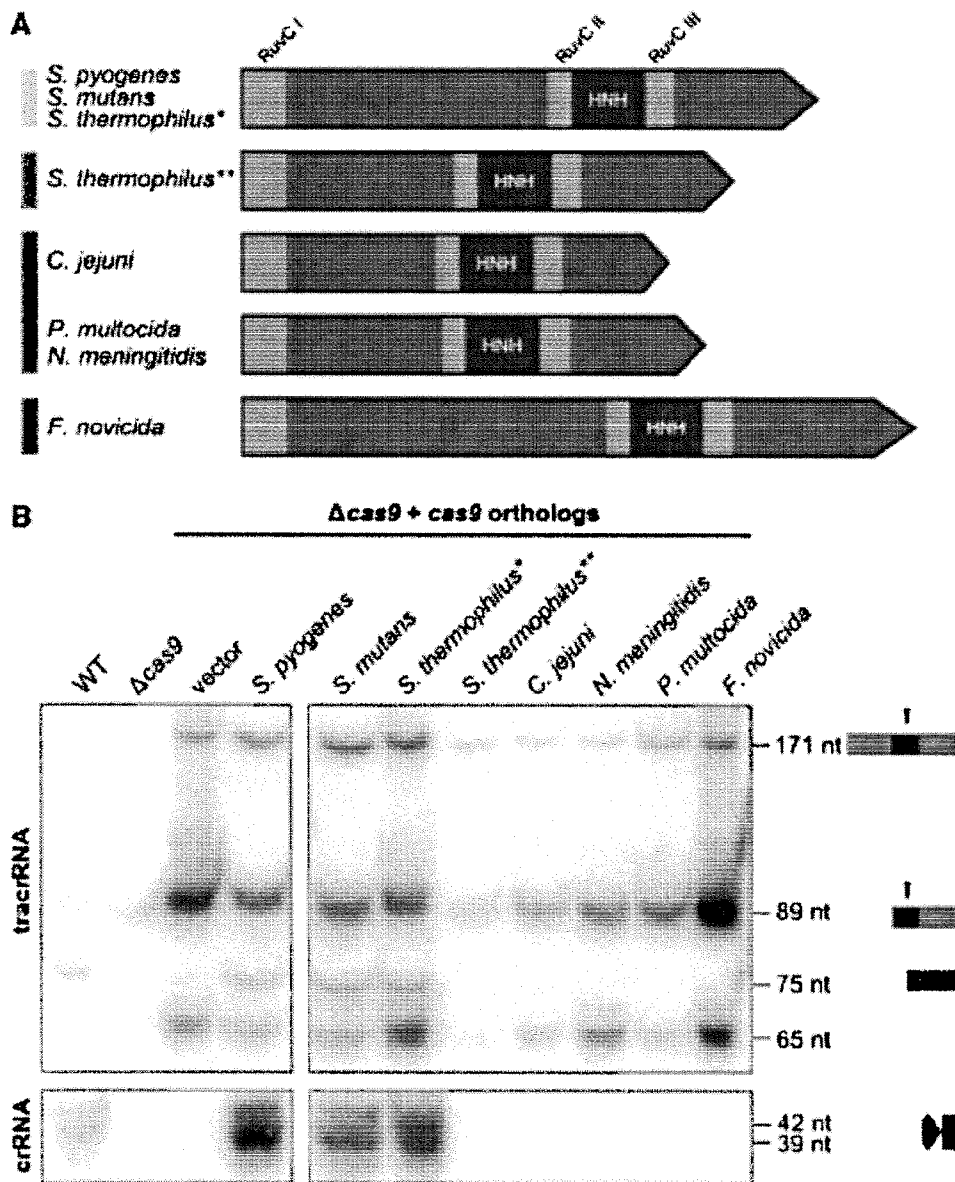 A
RuvC I
RuvC II
RuvC III
S. pyogenes
S. mutans
S. thermophilus*
HNH
S. thermophilus**
HNH
C. jejuni
HNH
P. multocida
N. meningitidis
HNH
F. novicida
HNH
B
Δcas9 + cas9 orthologs
WT
Δcas9
vector
S. pyogenes
S. mutans
S. thermophilus*
S. thermophilus**
C. jejuni
N. meningitidis
P. multocida
F. novicida
tracrRNA
171 nt
89 nt
75 nt
65 nt
crRNA
42 nt
39 nt